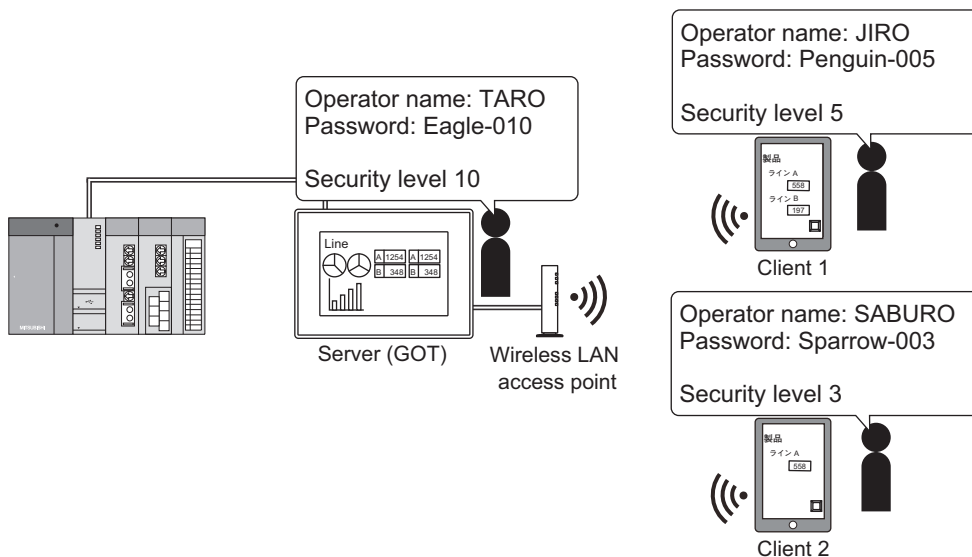 Operator name: TARO
Password: Eagle-010
Security level 10
MITSUBISHI
Line
A 1254 A 1254
B 348 B 348
Server (GOT)
Wireless LAN
access point
Operator name: JIRO
Password: Penguin-005
Security level 5
製品
ライン A
558
ライン B
197
Client 1
Operator name: SABURO
Password: Sparrow-003
Security level 3
製品
ライン A
558
Client 2